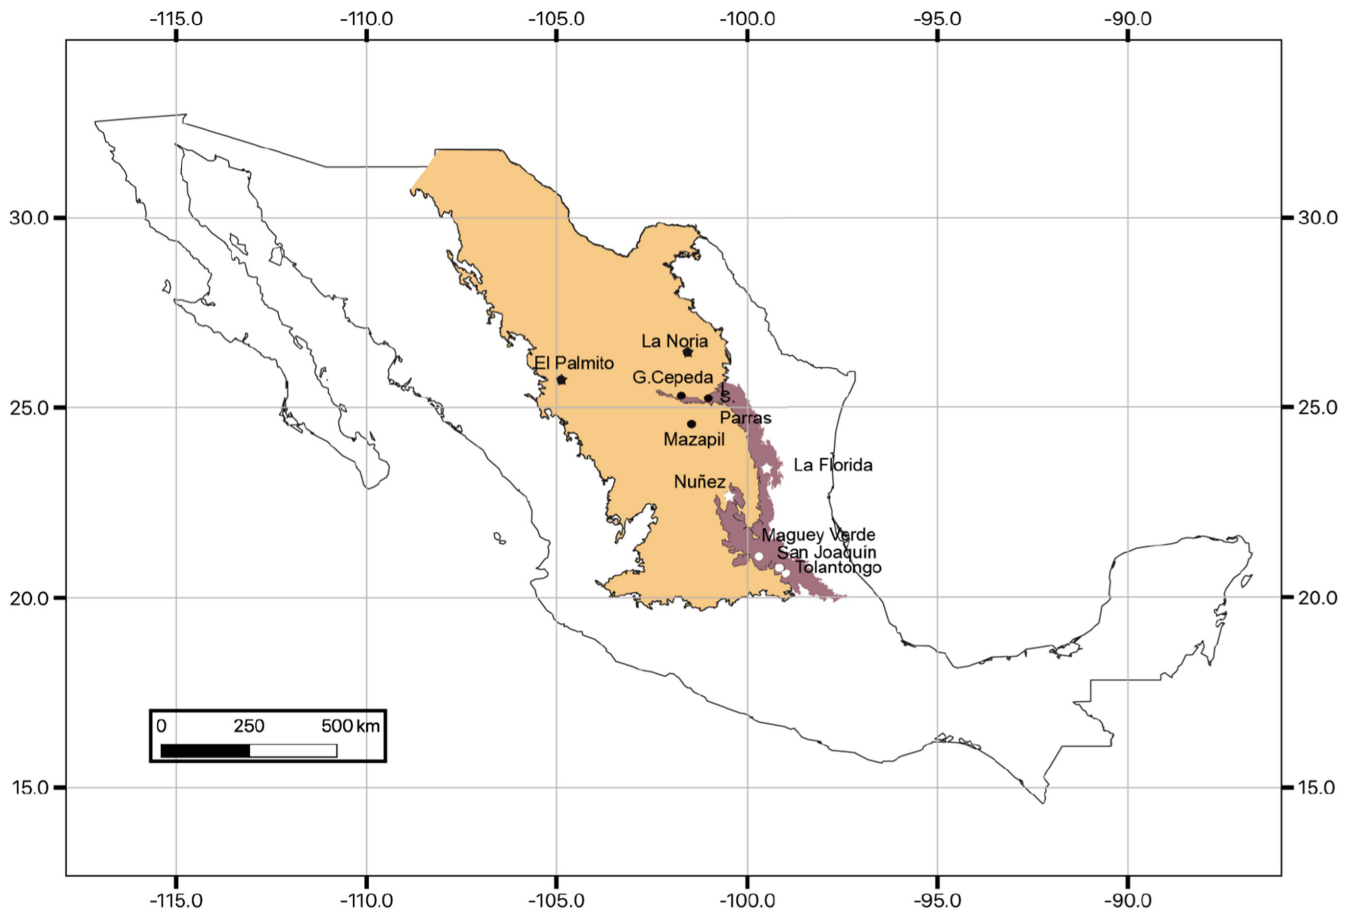 -115.0 -110.0 -105.0 -100.0 -95.0 -90.0
30.0 30.0
La Noria
El Palmito
G.Cepeda L
S.
25.0 25.0
Parras
Mazapil
La Florida
Nuñez
Maguey Verde
San Joaquín
Tolantongo
20.0 20.0
0 250 500 km
15.0 15.0
-115.0 -110.0 -105.0 -100.0 -95.0 -90.0